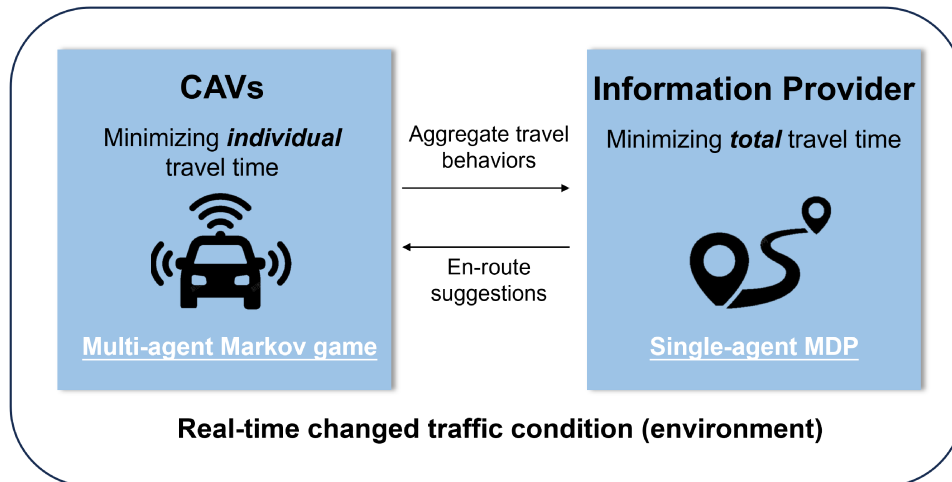 CAVs
Minimizing individual
travel time
Multi-agent Markov game
Aggregate travel
behaviors
En-route
suggestions
Information Provider
Minimizing total travel time
Single-agent MDP
Real-time changed traffic condition (environment)